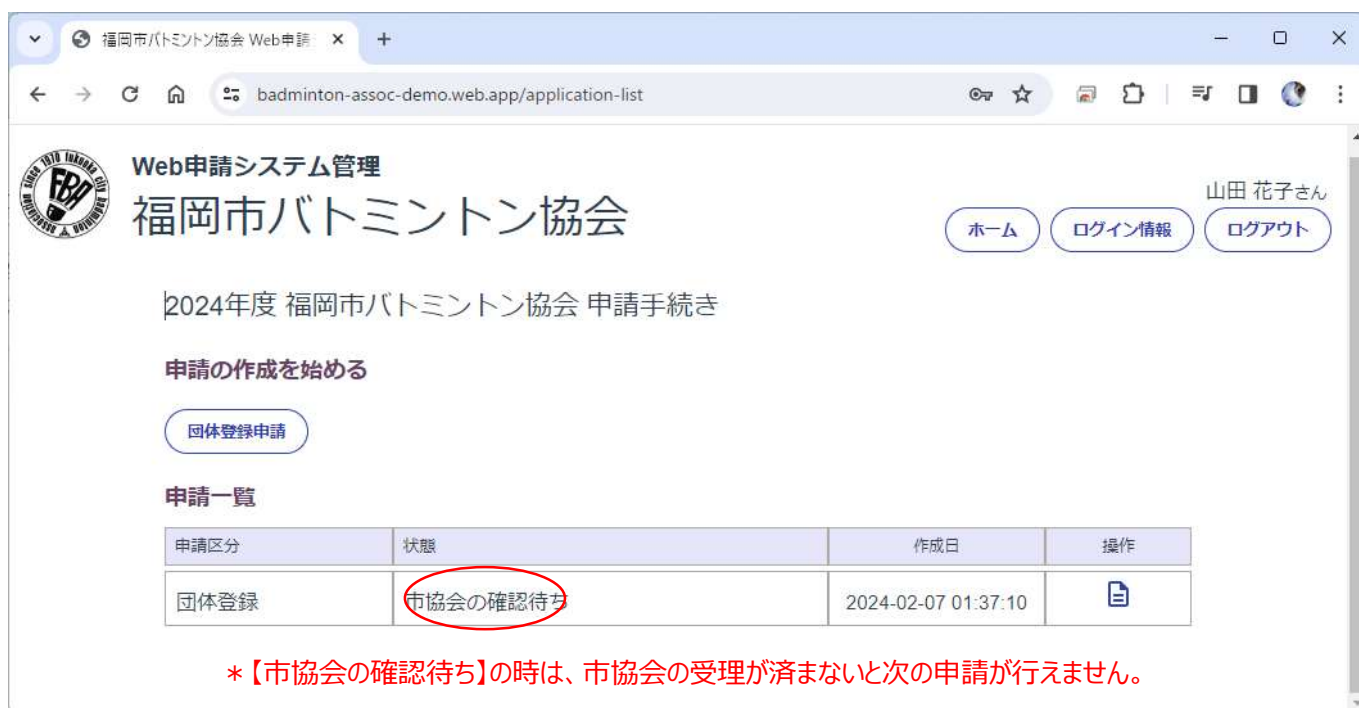 福岡市バトミントン協会 Web申請
badminton-assoc-demo.web.app/application-list
since 1970 fukuoka city badminton association
FBA
Web申請システム管理
福岡市バトミントン協会
山田 花子さん
ホーム ログイン情報 ログアウト
2024年度 福岡市バトミントン協会 申請手続き
申請の作成を始める
団体登録申請
申請一覧
申請区分 状態 作成日 操作
団体登録 市協会の確認待ち 2024-02-07 01:37:10
＊【市協会の確認待ち】の時は、市協会の受理が済まないと次の申請が行えません。